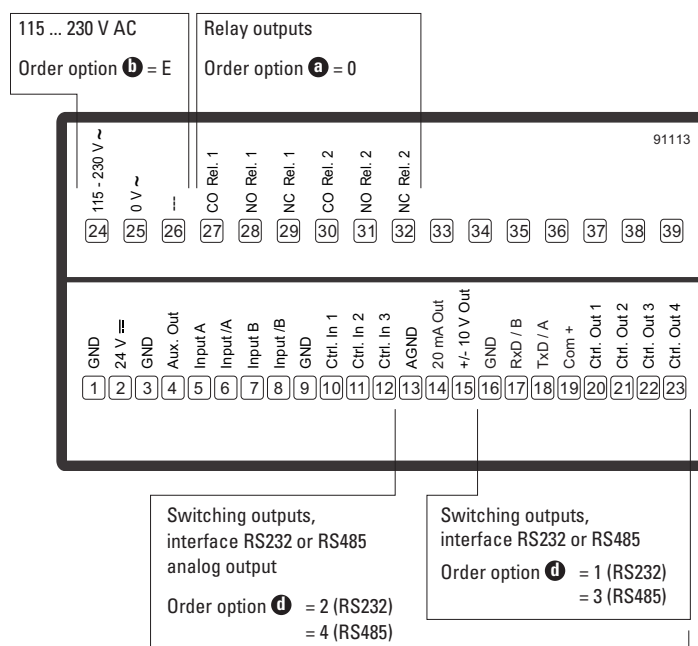 115 ... 230 V AC
Order option b = E
Relay outputs
Order option a = 0
91113
115 - 230 V ~
0 V ~
---
CO Rel. 1
NO Rel. 1
NC Rel. 1
CO Rel. 2
NO Rel. 2
NC Rel. 2
24 25 26 27 28 29 30 31 32 33 34 35 36 37 38 39
GND
24 V
GND
Aux. Out
Input A
Input /A
Input B
Input /B
GND
Ctrl. In 1
Ctrl. In 2
Ctrl. In 3
AGND
20 mA Out
+/- 10 V Out
GND
RxD / B
TxD / A
Com +
Ctrl. Out 1
Ctrl. Out 2
Ctrl. Out 3
Ctrl. Out 4
1 2 3 4 5 6 7 8 9 10 11 12 13 14 15 16 17 18 19 20 21 22 23
Switching outputs,
interface RS232 or RS485
analog output
Order option d = 2 (RS232)
= 4 (RS485)
Switching outputs,
interface RS232 or RS485
Order option d = 1 (RS232)
= 3 (RS485)